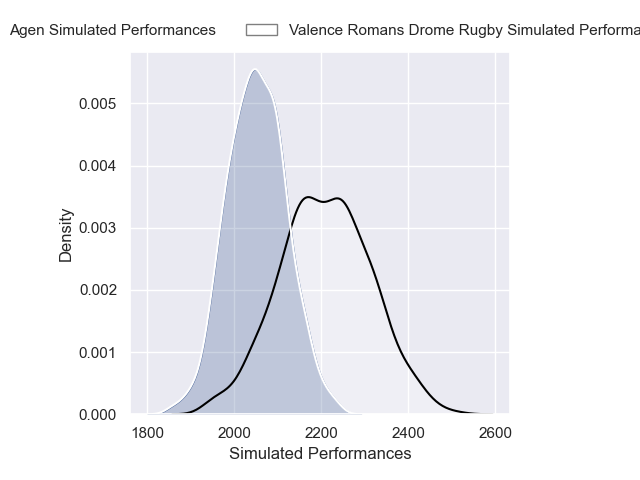 Agen Simulated Performances
Valence Romans Drome Rugby Simulated Performa
0.005
0.004
0.003
0.002
0.001
0.000
Density
1800 2000 2200 2400 2600
Simulated Performances